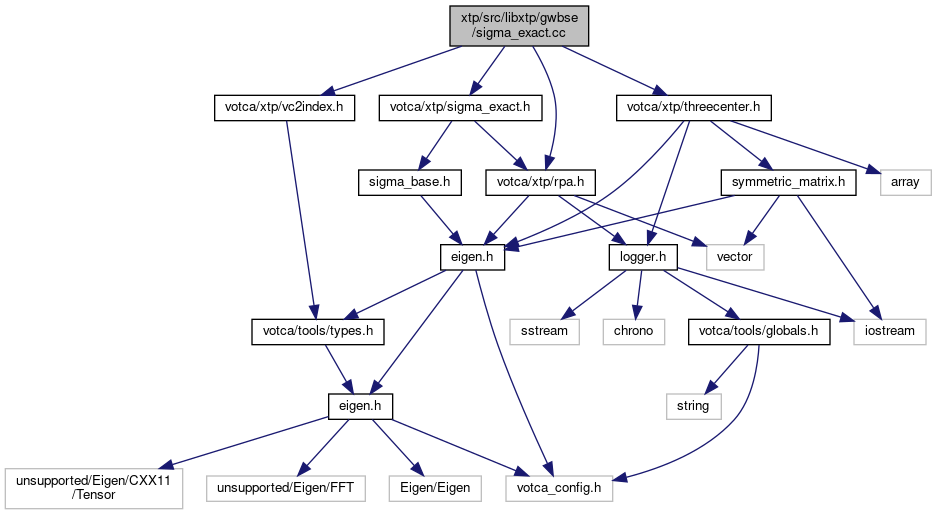 xtp/src/libxtp/gwbse
/sigma_exact.cc
votca/xtp/vc2index.h
votca/xtp/sigma_exact.h
votca/xtp/threecenter.h
sigma_base.h
votca/xtp/rpa.h
symmetric_matrix.h
array
eigen.h
logger.h
vector
votca/tools/types.h
sstream
chrono
votca/tools/globals.h
iostream
eigen.h
string
unsupported/Eigen/CXX11
/Tensor
unsupported/Eigen/FFT
Eigen/Eigen
votca_config.h